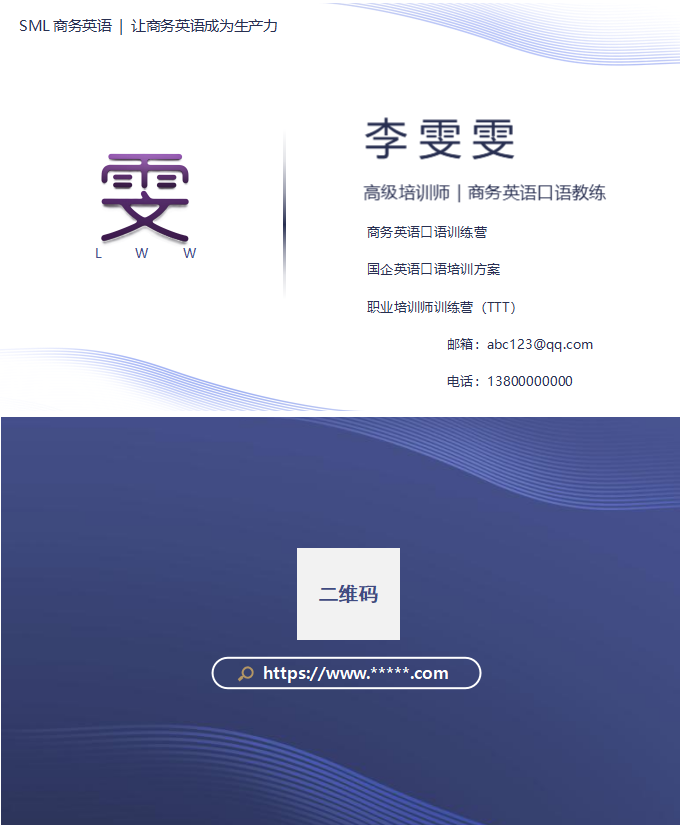 SML 商务英语 | 让商务英语成为生产力
雯
L W W
李雯雯
高级培训师 | 商务英语口语教练
商务英语口语训练营
国企英语口语培训方案
职业培训师训练营（TTT）
邮箱：abc123@qq.com
电话：13800000000
二维码
https://www.*****.com